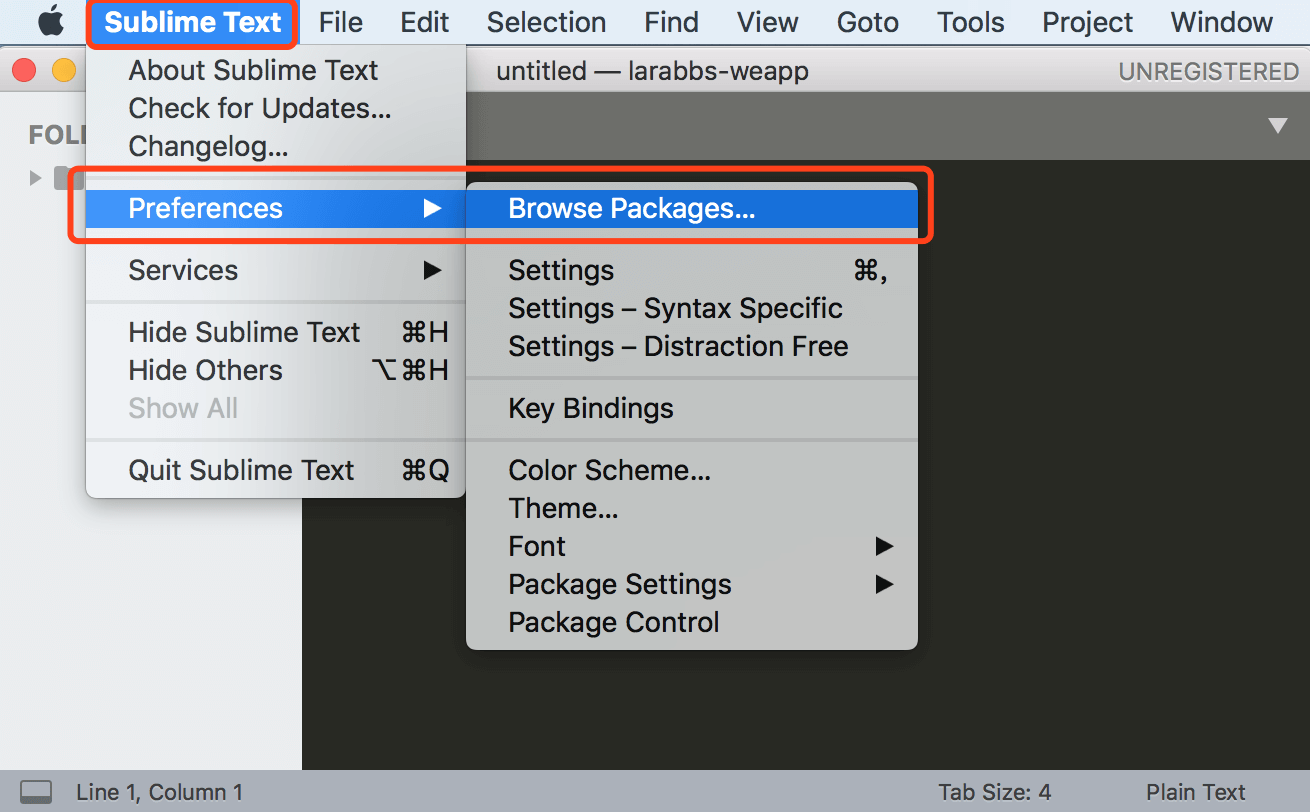 Sublime Text File Edit Selection Find View Goto Tools Project Window
untitled — larabbs-weapp UNREGISTERED
About Sublime Text
Check for Updates...
Changelog...
Preferences
Services
Hide Sublime Text ⌘H
Hide Others ⌥⌘H
Show All
Quit Sublime Text ⌘Q
Browse Packages...
Settings ⌘,
Settings – Syntax Specific
Settings – Distraction Free
Key Bindings
Color Scheme...
Theme...
Font
Package Settings
Package Control
Line 1, Column 1 Tab Size: 4 Plain Text